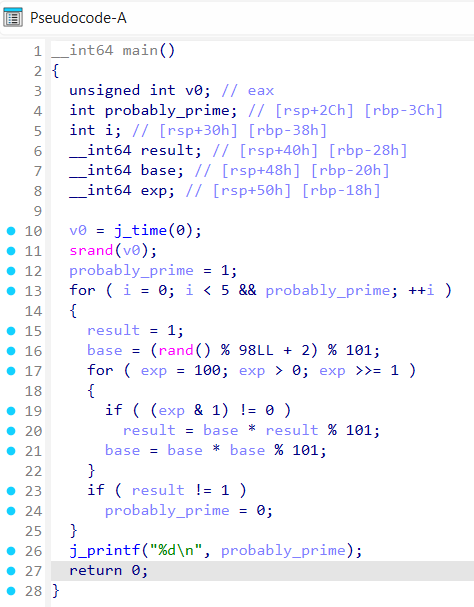 Pseudocode-A
1 __int64 main()
2 {
3   unsigned int v0; // eax
4   int probably_prime; // [rsp+2Ch] [rbp-3Ch]
5   int i; // [rsp+30h] [rbp-38h]
6   __int64 result; // [rsp+40h] [rbp-28h]
7   __int64 base; // [rsp+48h] [rbp-20h]
8   __int64 exp; // [rsp+50h] [rbp-18h]
9
10   v0 = j_time(0);
11   srand(v0);
12   probably_prime = 1;
13   for ( i = 0; i < 5 && probably_prime; ++i )
14   {
15     result = 1;
16     base = (rand() % 98LL + 2) % 101;
17     for ( exp = 100; exp > 0; exp >>= 1 )
18     {
19       if ( (exp & 1) != 0 )
20         result = base * result % 101;
21       base = base * base % 101;
22     }
23     if ( result != 1 )
24       probably_prime = 0;
25   }
26   j_printf("%d\n", probably_prime);
27   return 0;
28 }